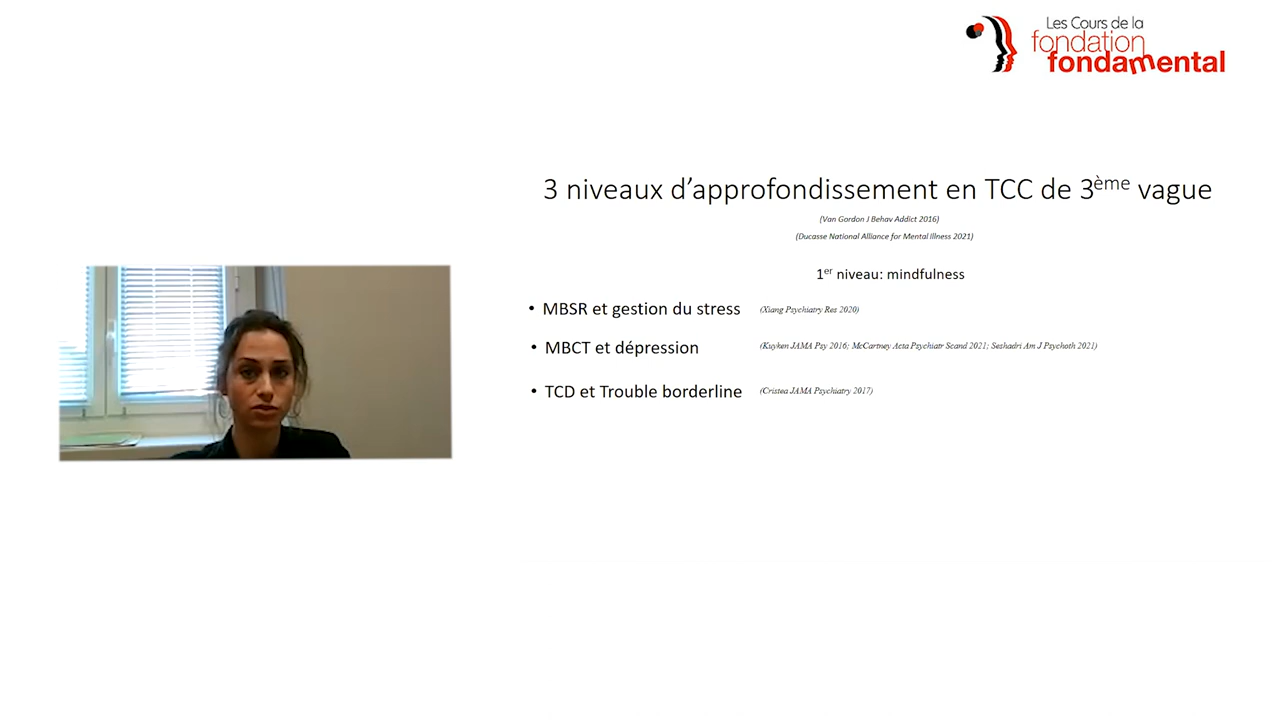 Les Cours de la
fondation
fondamental
3 niveaux d’approfondissement en TCC de 3ème vague
(Van Gordon J Behav Addict 2016)
(Ducasse National Alliance for Mental Illness 2021)
1er niveau: mindfulness
• MBSR et gestion du stress (Xiang Psychiatry Res 2020)
• MBCT et dépression (Kuyken JAMA Psy 2016; McCartney Acta Psychiatr Scand 2021; Seshadri Am J Psychoth 2021)
• TCD et Trouble borderline (Cristea JAMA Psychiatry 2017)